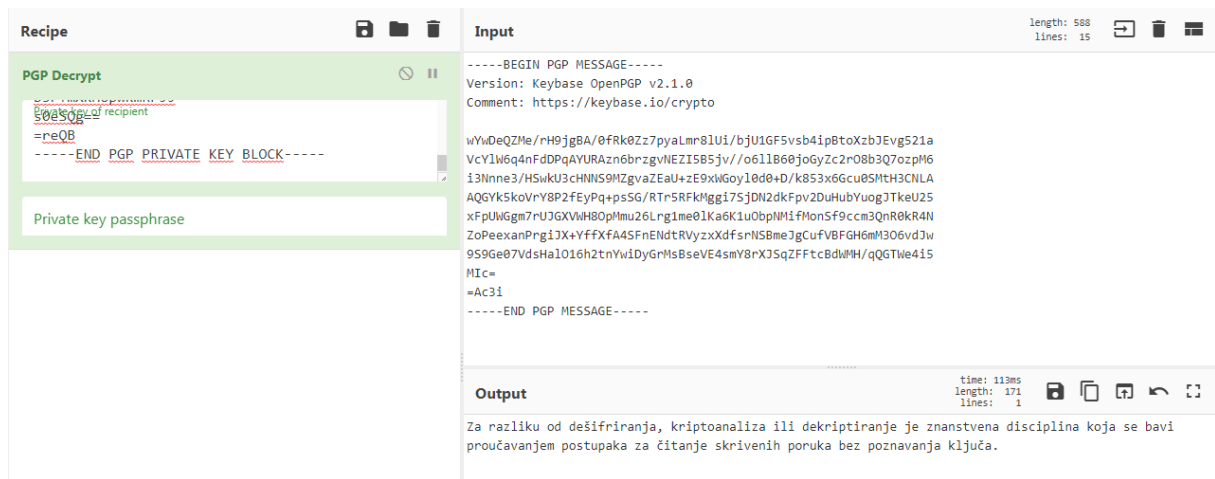 Recipe
PGP Decrypt
Private key of recipient
s0eSQg==
=reQB
-----END PGP PRIVATE KEY BLOCK-----
Private key passphrase
Input
length: 588
lines: 15
-----BEGIN PGP MESSAGE-----
Version: Keybase OpenPGP v2.1.0
Comment: https://keybase.io/crypto
wYwDeQZMe/rH9jgBA/0fRk0Zz7pyaLmr8lUi/bjU1GF5vsb4ipBtoXzbJEvg521a
VcYlW6q4nFdDPqAYURAzn6brzgvNEZI5B5jv//o6llB60joGyZc2rO8b3Q7ozpM6
i3Nnne3/HSwkU3cHNNS9MZgvaZEaU+zE9xWGoyl0d0+D/k853x6Gcu0SMtH3CNLA
AQGYk5koVrY8P2fEyPq+psSG/RTr5RFkMggi7SjDN2dkFpv2DuHubYuogJTkeU25
xFpUWGgm7rUJGXVWH8OpMmu26Lrg1me0lKa6K1uObpNMifMonSf9ccm3QnR0kR4N
ZoPeexanPrgiJX+YffXfA4SFnENdtRVyzxXdfsrNSBmeJgCufVBFGH6mM3O6vdJw
9S9Ge07VdsHalO16h2tnYwiDyGrMsBseVE4smY8rXJSqZFFtcBdWMH/qQGTWe4i5
MIc=
=Ac3i
-----END PGP MESSAGE-----
Output
time: 113ms
length: 171
lines: 1
Za razliku od dešifriranja, kriptoanaliza ili dekriptiranje je znanstvena disciplina koja se bavi
proučavanjem postupaka za čitanje skrivenih poruka bez poznavanja ključa.